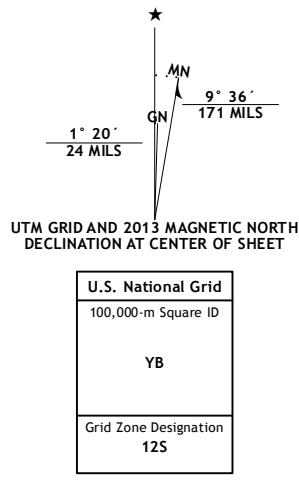 MN
GN
9° 36´
171 MILS
1° 20´
24 MILS
UTM GRID AND 2013 MAGNETIC NORTH
DECLINATION AT CENTER OF SHEET
U.S. National Grid
100,000-m Square ID
YB
Grid Zone Designation
12S